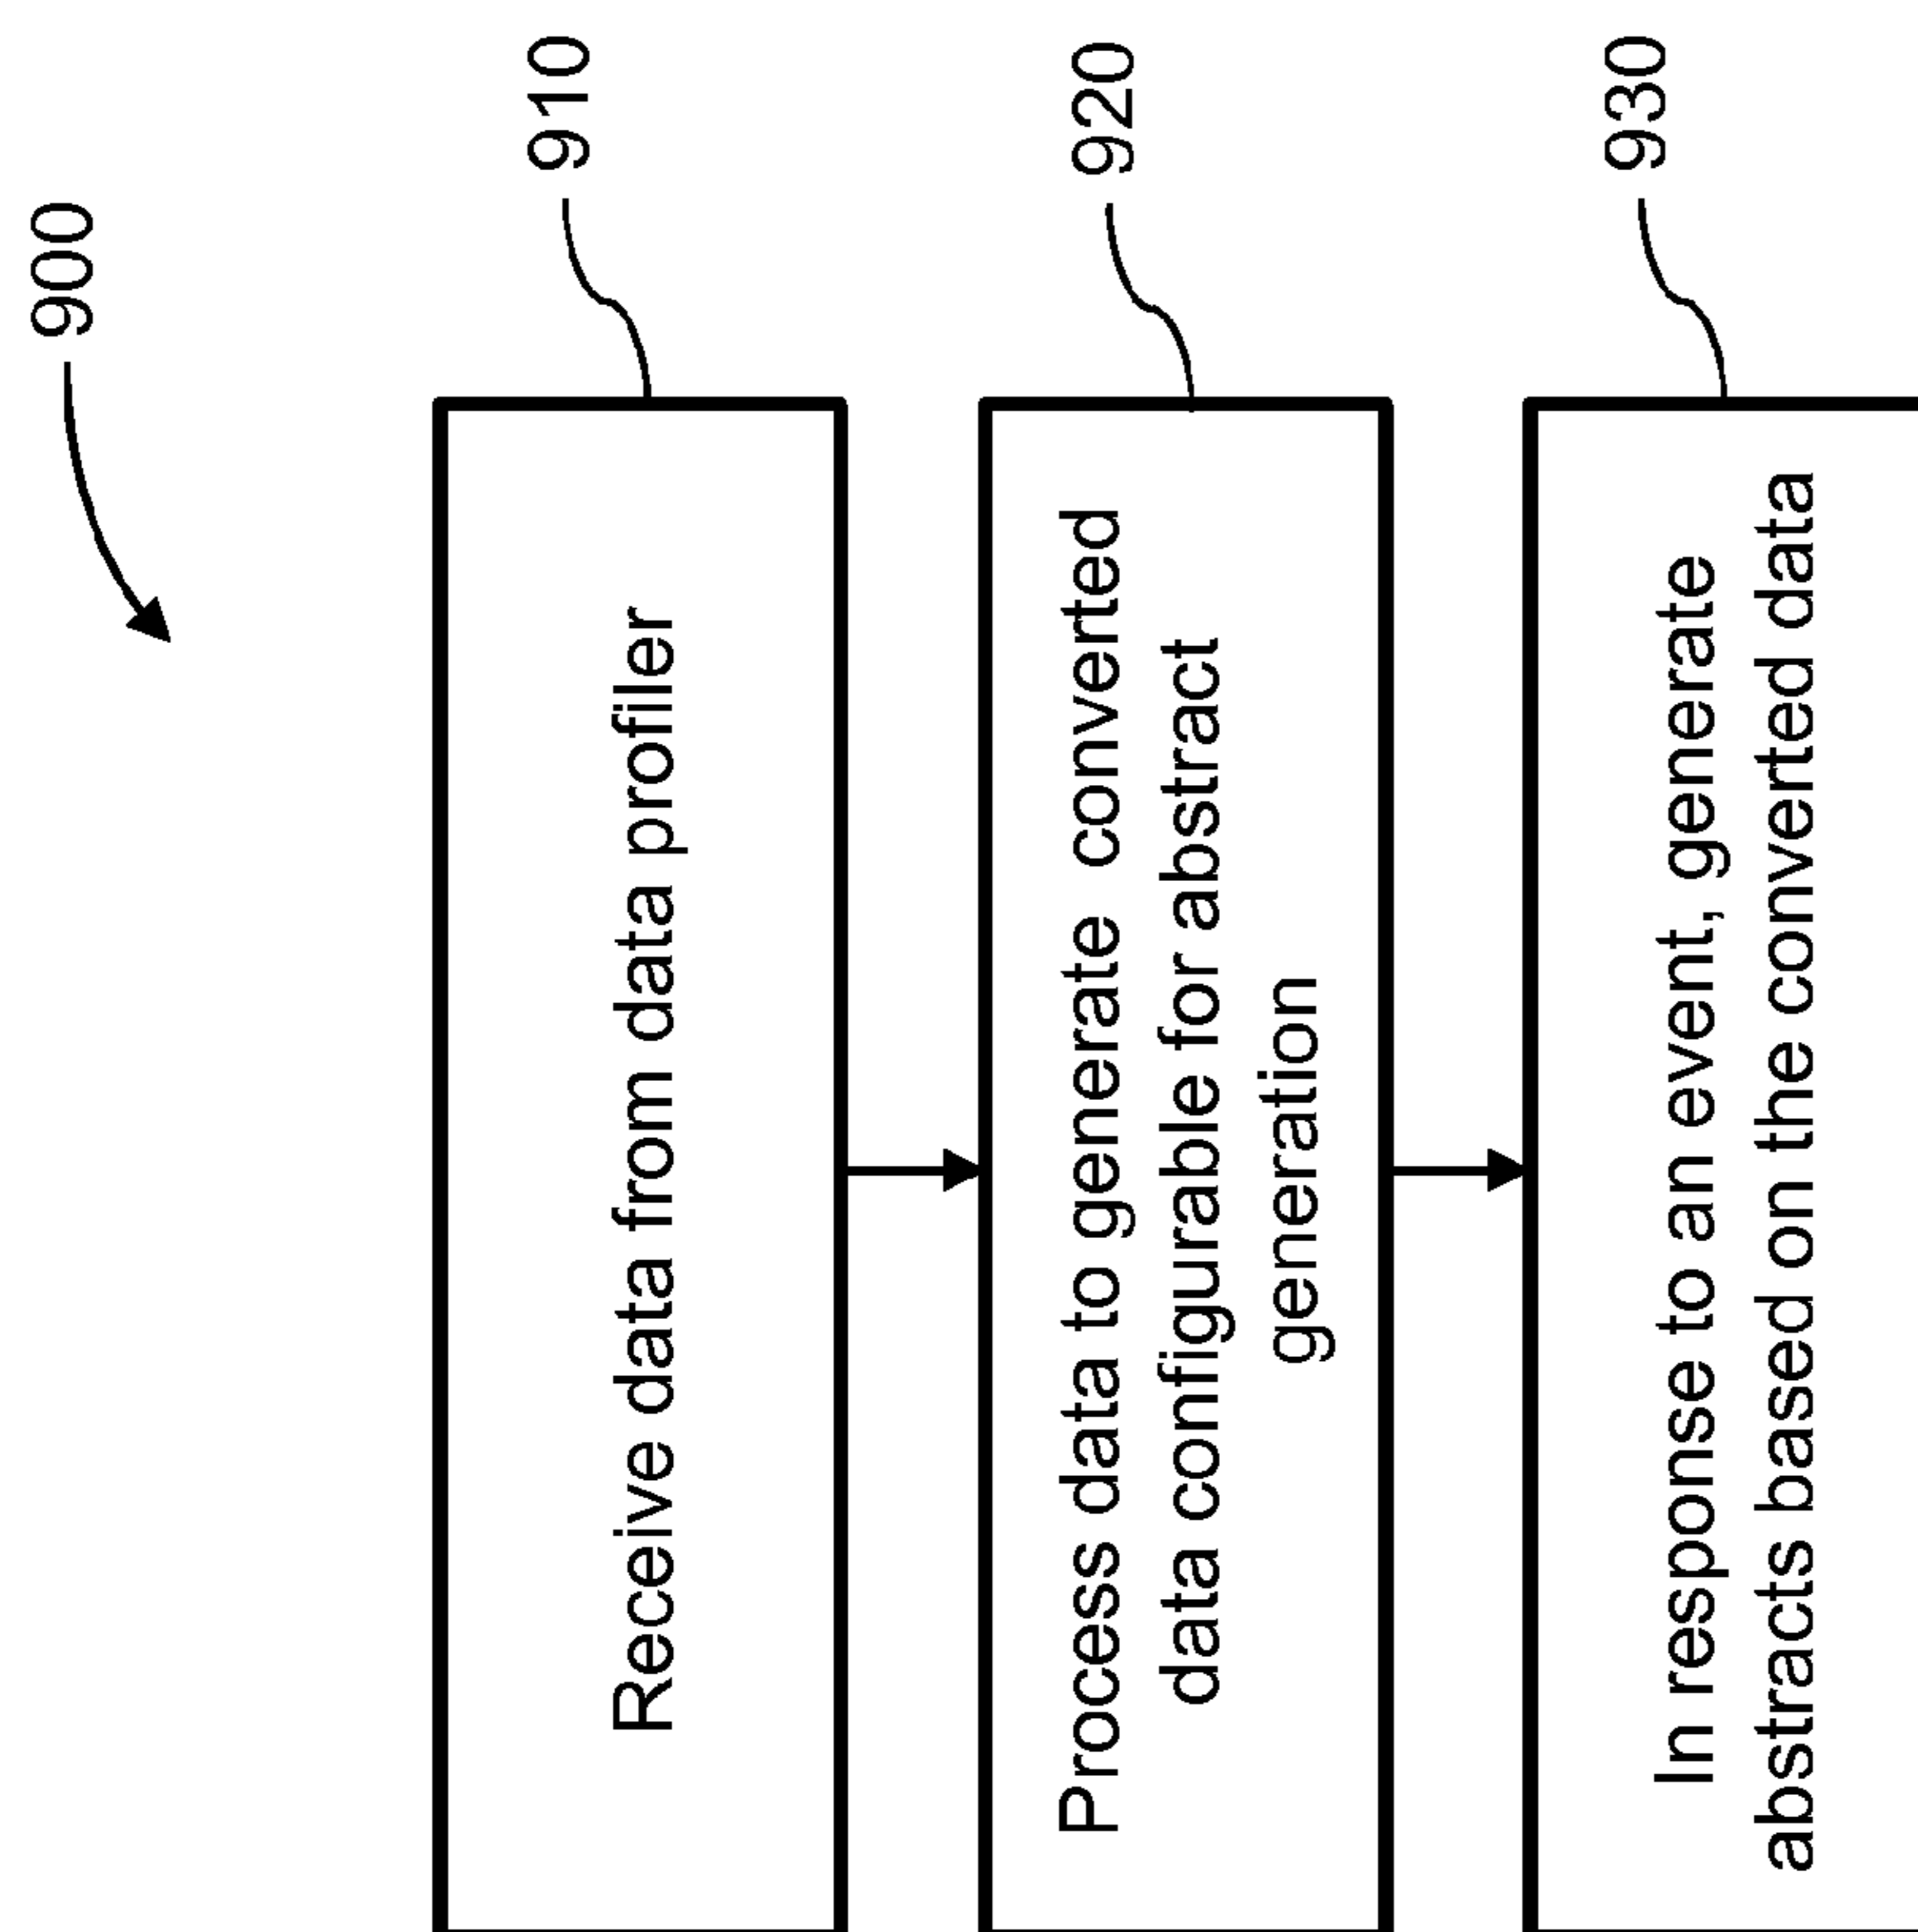 900
910
Receive data from data profiler
920
Process data to generate converted
data configurable for abstract
generation
930
In response to an event, generate
abstracts based on the converted data